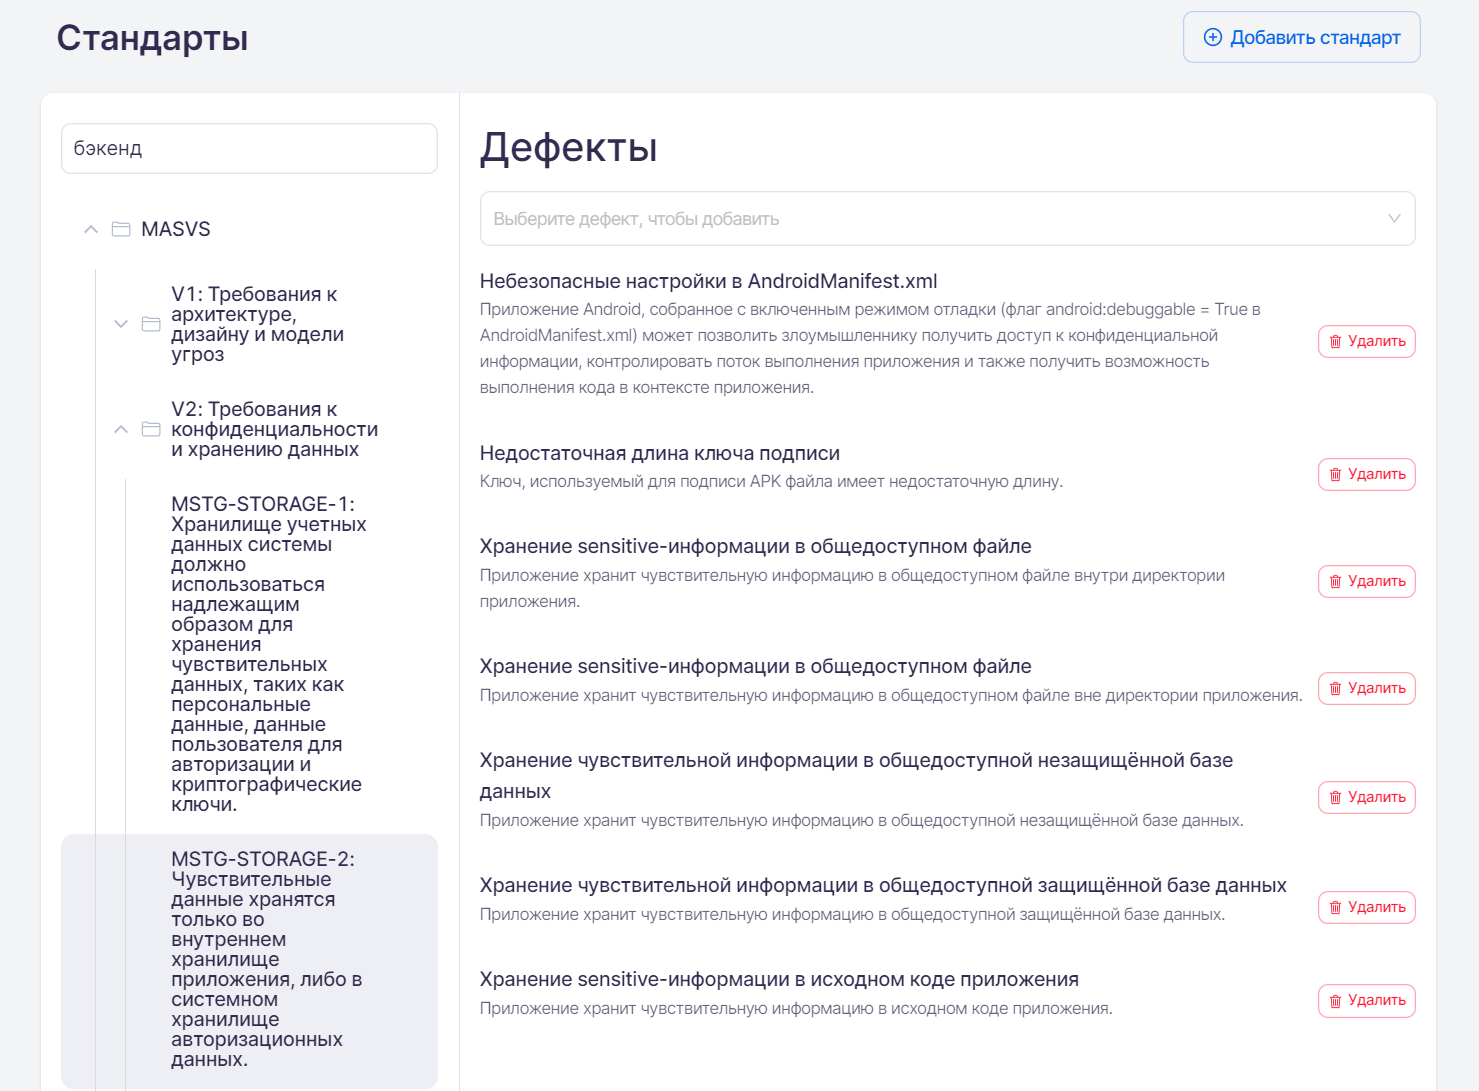 Стандарты
Добавить стандарт
бэкенд
MASVS
V1: Требования к
архитектуре,
дизайну и модели
угроз
V2: Требования к
конфиденциальности
и хранению данных
MSTG-STORAGE-1:
Хранилище учетных
данных системы
должно
использоваться
надлежащим
образом для
хранения
чувствительных
данных, таких как
персональные
данные, данные
пользователя для
авторизации и
криптографические
ключи.
MSTG-STORAGE-2:
Чувствительные
данные хранятся
только во
внутреннем
хранилище
приложения, либо в
системном
хранилище
авторизационных
данных.
Дефекты
Выберите дефект, чтобы добавить
Небезопасные настройки в AndroidManifest.xml
Приложение Android, собранное с включенным режимом отладки (флаг android:debuggable = True в
AndroidManifest.xml) может позволить злоумышленнику получить доступ к конфиденциальной
информации, контролировать поток выполнения приложения и также получить возможность
выполнения кода в контексте приложения.
Удалить
Недостаточная длина ключа подписи
Ключ, используемый для подписи APK файла имеет недостаточную длину.
Удалить
Хранение sensitive-информации в общедоступном файле
Приложение хранит чувствительную информацию в общедоступном файле внутри директории
приложения.
Удалить
Хранение sensitive-информации в общедоступном файле
Приложение хранит чувствительную информацию в общедоступном файле вне директории приложения.
Удалить
Хранение чувствительной информации в общедоступной незащищённой базе
данных
Приложение хранит чувствительную информацию в общедоступной незащищённой базе данных.
Удалить
Хранение чувствительной информации в общедоступной защищённой базе данных
Приложение хранит чувствительную информацию в общедоступной защищённой базе данных.
Удалить
Хранение sensitive-информации в исходном коде приложения
Приложение хранит чувствительную информацию в исходном коде приложения.
Удалить